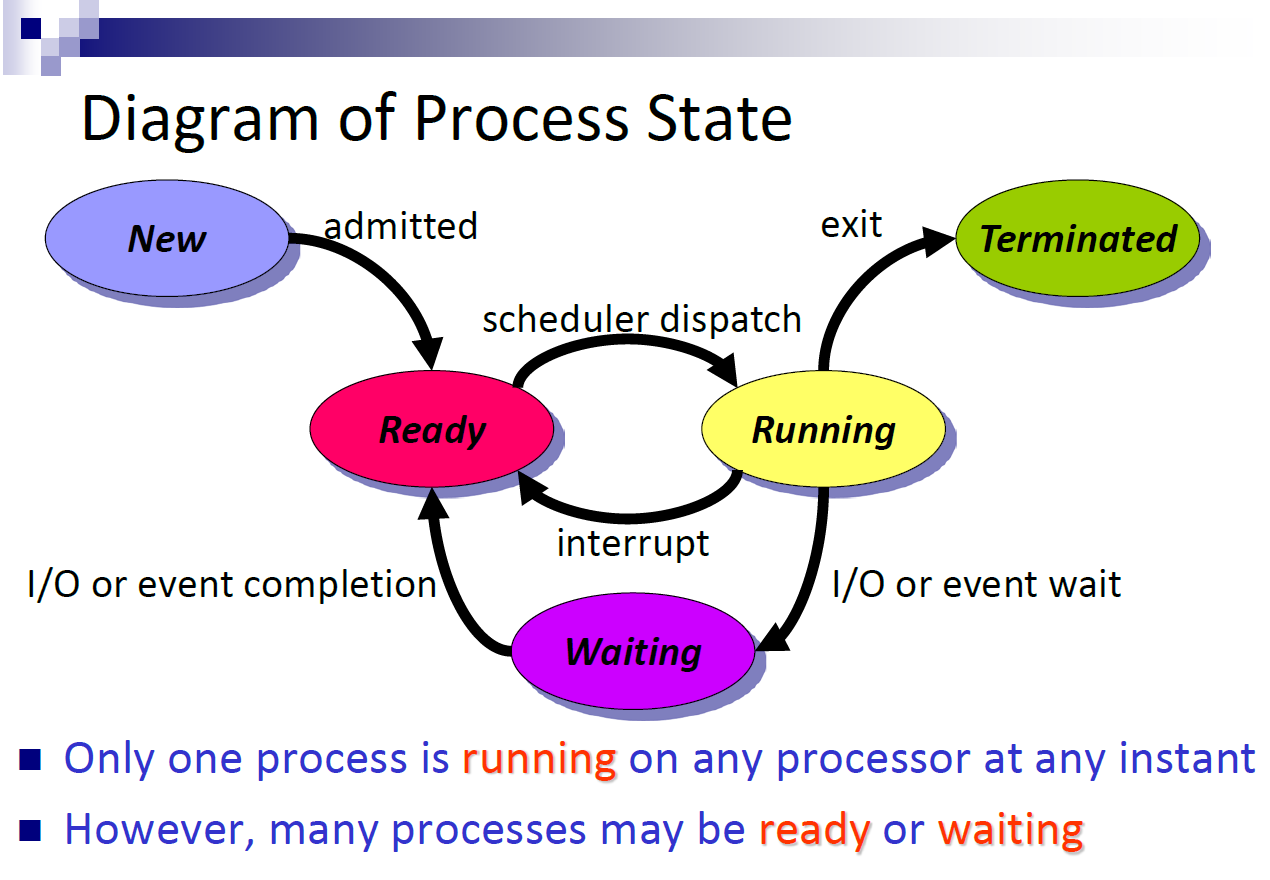 Diagram of Process State
New
admitted
exit
Terminated
scheduler dispatch
Ready
Running
interrupt
I/O or event completion
I/O or event wait
Waiting
Only one process is running on any processor at any instant
However, many processes may be ready or waiting